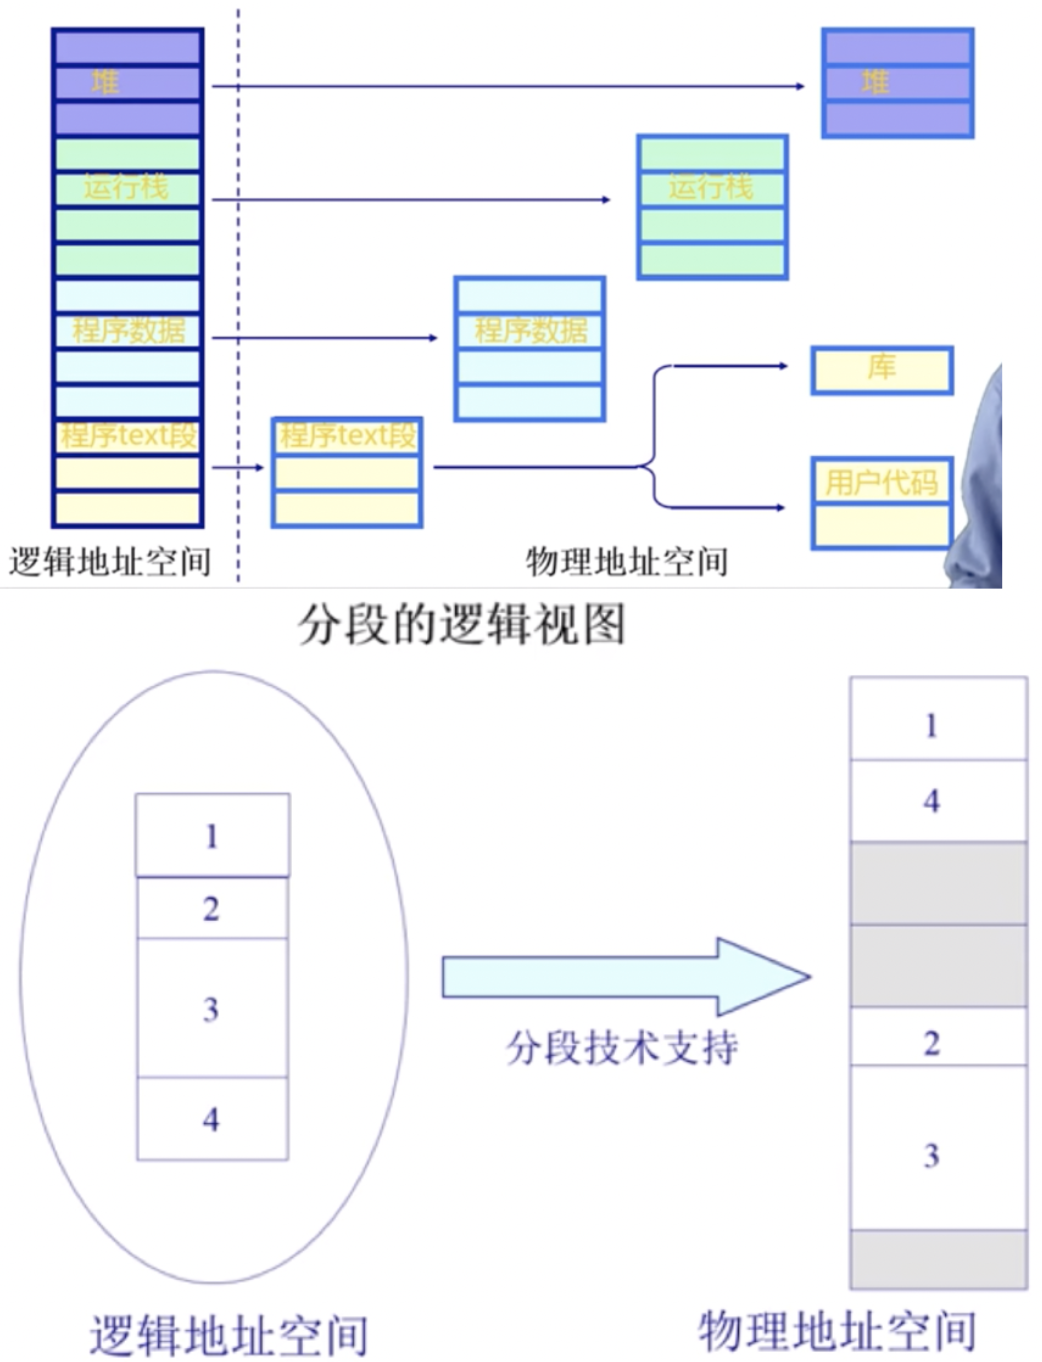 堆
堆
运行栈
运行栈
程序数据
程序数据
库
程序text段
程序text段
用户代码
逻辑地址空间
物理地址空间
分段的逻辑视图
1
2
3
4
分段技术支持
1
4
2
3
逻辑地址空间
物理地址空间